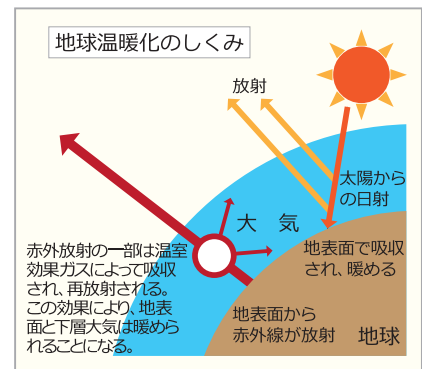 地球温暖化のしくみ
放射
太陽から
の日射
大気
赤外放射の一部は温室
効果ガスによって吸収
され、再放射される。
この効果により、地表
面と下層大気は暖めら
れることになる。
地表面で吸収
され、暖める
地表面から
赤外線が放射
地球